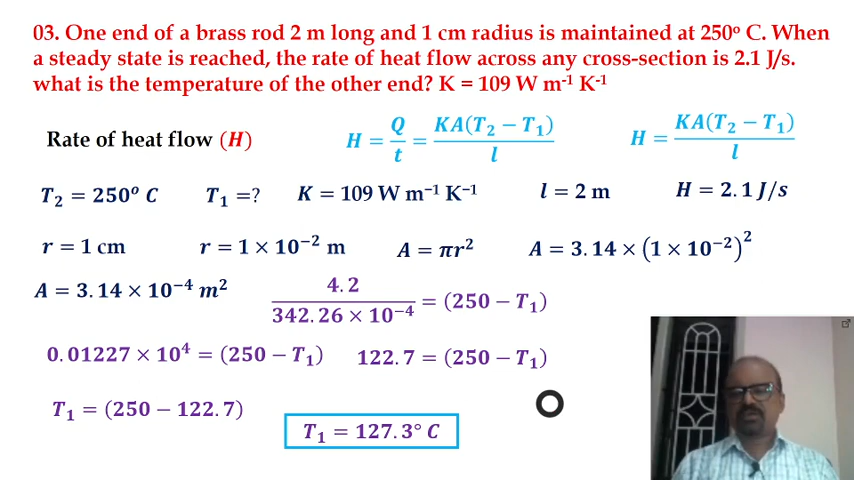 03. One end of a brass rod 2 m long and 1 cm radius is maintained at 250º C. When
a steady state is reached, the rate of heat flow across any cross-section is 2.1 J/s.
what is the temperature of the other end? K = 109 W m⁻¹ K⁻¹
Rate of heat flow (H) H = Q/t = KA(T₂ − T₁)/l H = KA(T₂ − T₁)/l
T₂ = 250º C T₁ =? K = 109 W m⁻¹ K⁻¹ l = 2 m H = 2.1 J/s
r = 1 cm r = 1 × 10⁻² m A = πr² A = 3.14 × (1 × 10⁻²)²
A = 3.14 × 10⁻⁴ m² 4.2/(342.26 × 10⁻⁴) = (250 − T₁)
0.01227 × 10⁴ = (250 − T₁) 122.7 = (250 − T₁)
T₁ = (250 − 122.7)
T₁ = 127.3° C